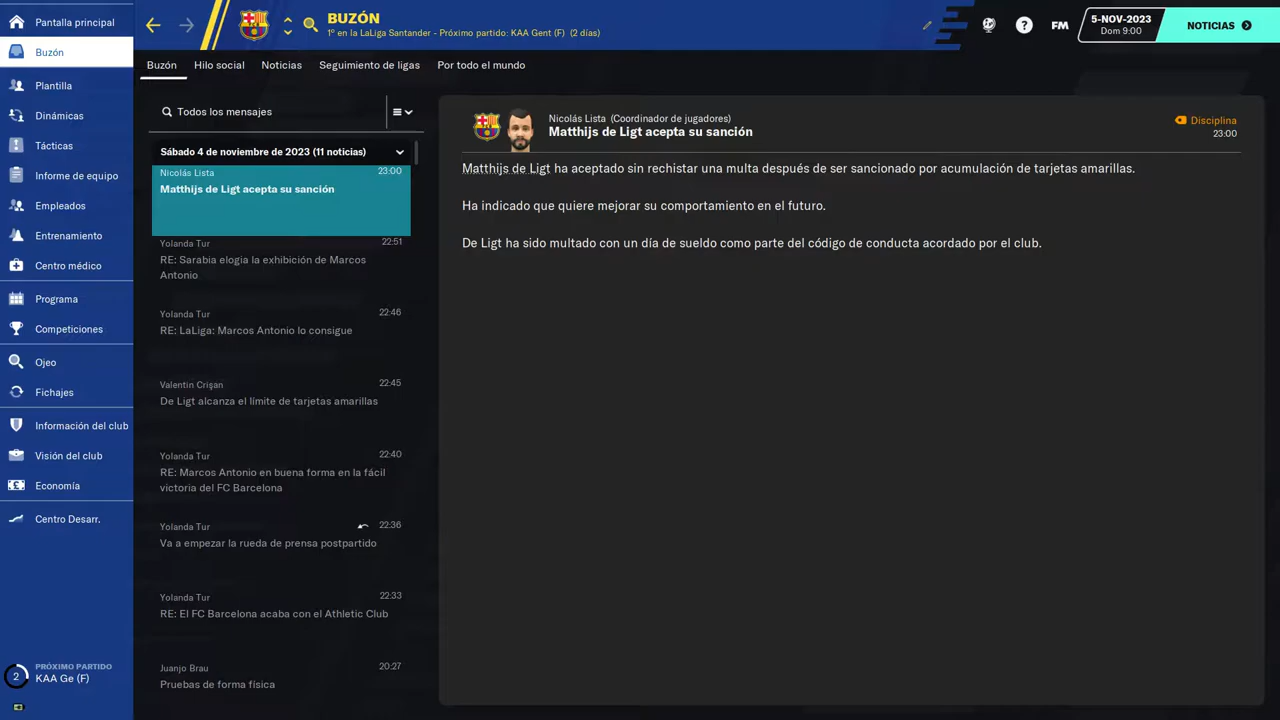 Pantalla principal
Buzón
Plantilla
Dinámicas
Tácticas
Informe de equipo
Empleados
Entrenamiento
Centro médico
Programa
Competiciones
Ojeo
Fichajes
Información del club
Visión del club
Economía
Centro Desarr.
2
PRÓXIMO PARTIDO
KAA Ge (F)
BUZÓN
1º en la LaLiga Santander - Próximo partido: KAA Gent (F) (2 días)
?
FM
5-NOV-2023
Dom 9:00
NOTICIAS
Buzón Hilo social Noticias Seguimiento de ligas Por todo el mundo
Todos los mensajes
Sábado 4 de noviembre de 2023 (11 noticias)
Nicolás Lista 23:00
Matthijs de Ligt acepta su sanción
Yolanda Tur 22:51
RE: Sarabia elogia la exhibición de Marcos
Antonio
Yolanda Tur 22:46
RE: LaLiga: Marcos Antonio lo consigue
Valentin Crişan 22:45
De Ligt alcanza el límite de tarjetas amarillas
Yolanda Tur 22:40
RE: Marcos Antonio en buena forma en la fácil
victoria del FC Barcelona
Yolanda Tur 22:36
Va a empezar la rueda de prensa postpartido
Yolanda Tur 22:33
RE: El FC Barcelona acaba con el Athletic Club
Juanjo Brau 20:27
Pruebas de forma física
Nicolás Lista (Coordinador de jugadores)
Matthijs de Ligt acepta su sanción
Disciplina
23:00
Matthijs de Ligt ha aceptado sin rechistar una multa después de ser sancionado por acumulación de tarjetas amarillas.
Ha indicado que quiere mejorar su comportamiento en el futuro.
De Ligt ha sido multado con un día de sueldo como parte del código de conducta acordado por el club.